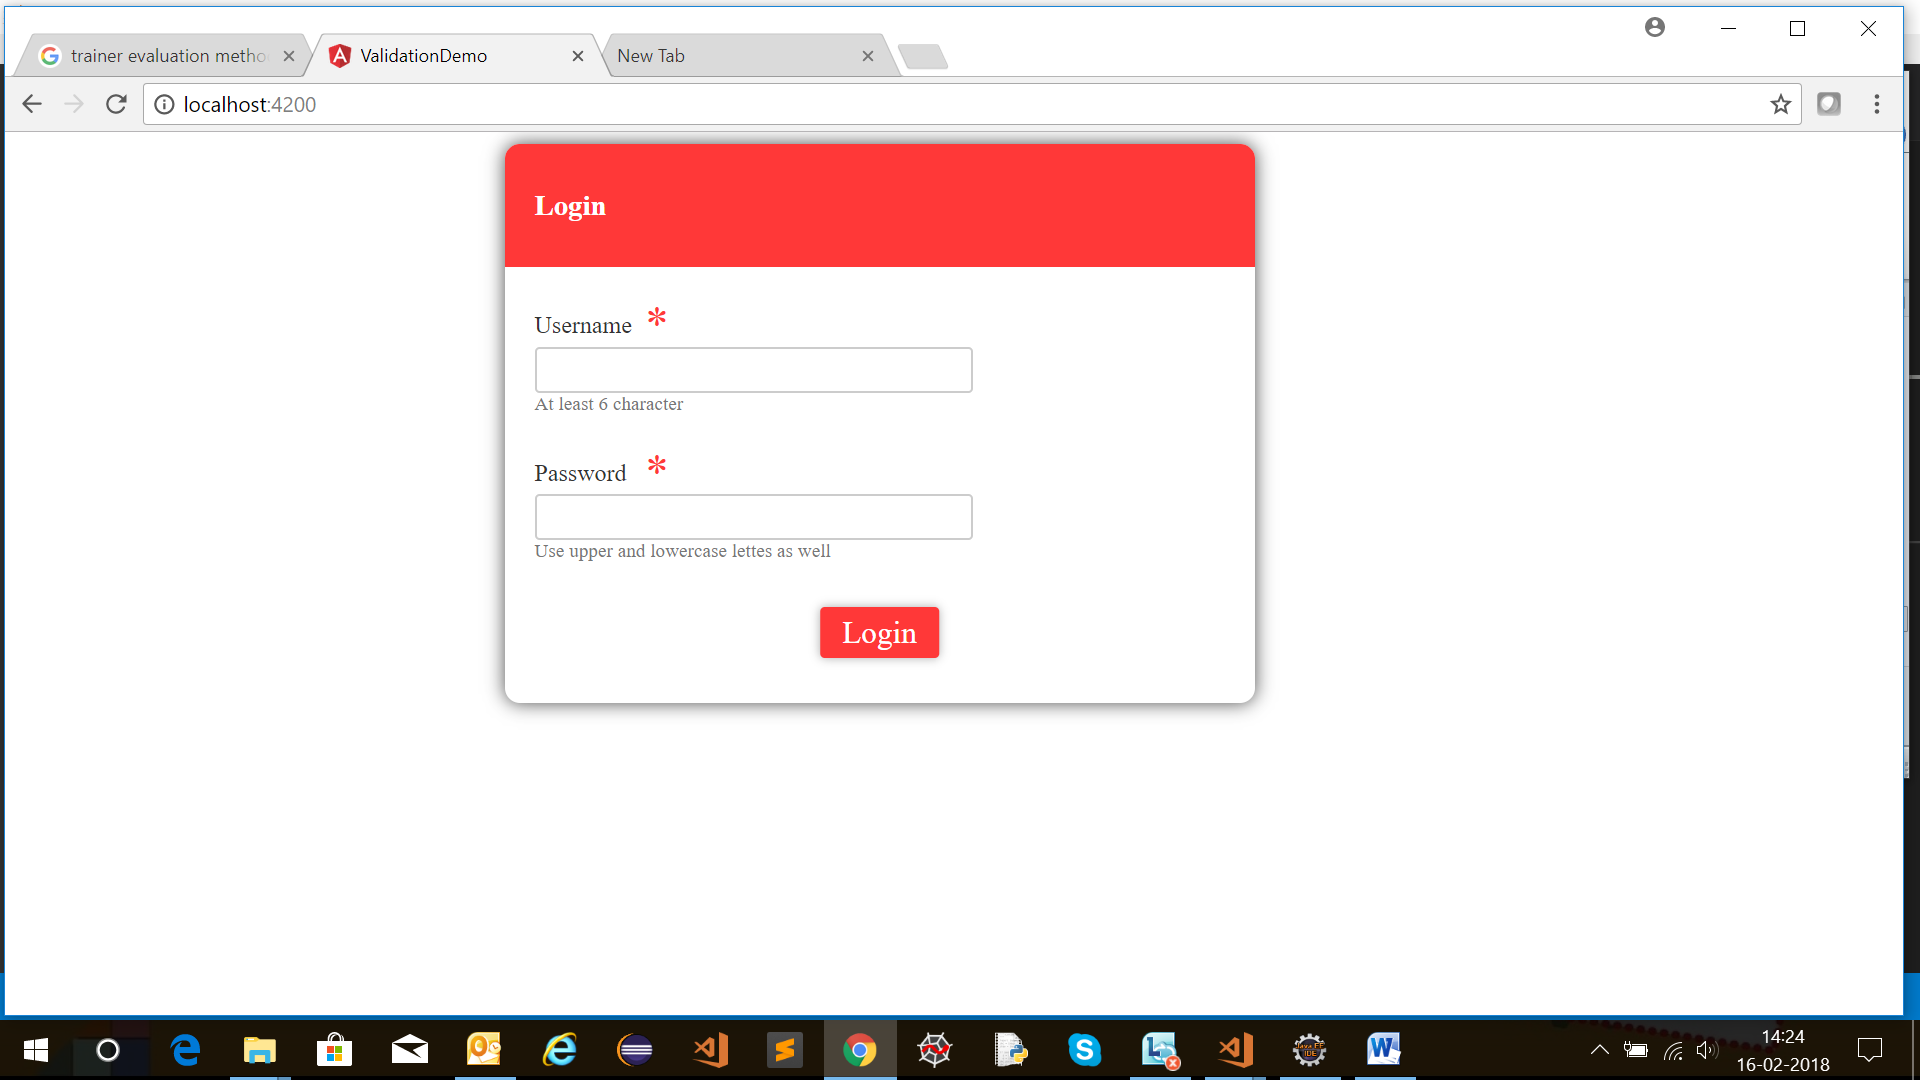 trainer evaluation metho
ValidationDemo
New Tab
localhost:4200
Login
Username *
At least 6 character
Password *
Use upper and lowercase lettes as well
Login
14:24
16-02-2018